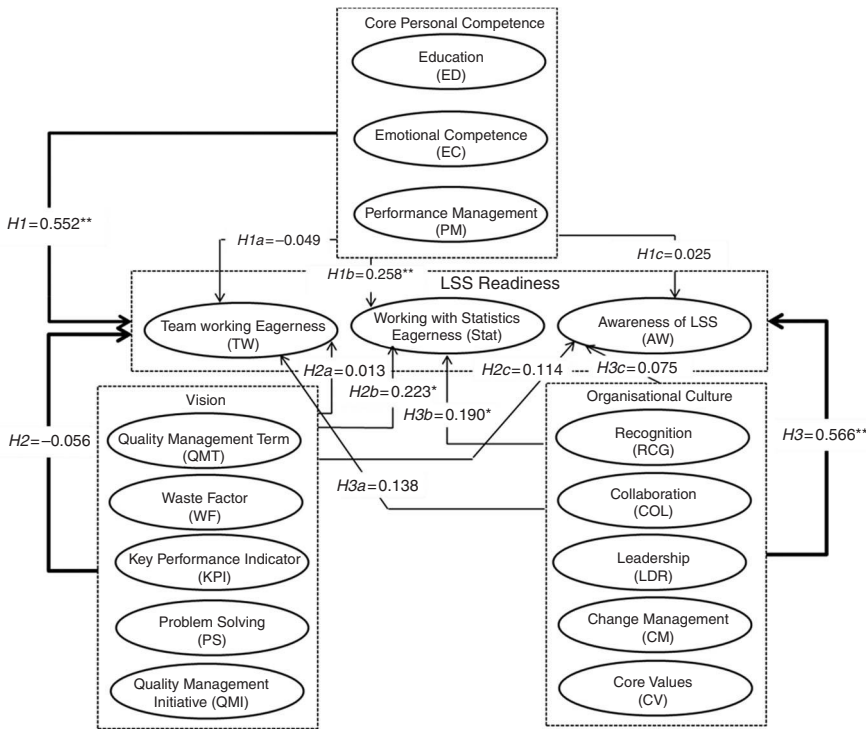 Core Personal Competence
Education
(ED)
Emotional Competence
(EC)
Performance Management
(PM)
H1=0.552**
H1a=–0.049
H1b=0.258**
H1c=0.025
LSS Readiness
Team working Eagerness
(TW)
Working with Statistics
Eagerness (Stat)
Awareness of LSS
(AW)
H2a=0.013
H2b=0.223*
H2c=0.114
H3c=0.075
H3b=0.190*
H3a=0.138
H2=–0.056
H3=0.566**
Vision
Quality Management Term
(QMT)
Waste Factor
(WF)
Key Performance Indicator
(KPI)
Problem Solving
(PS)
Quality Management
Initiative (QMI)
Organisational Culture
Recognition
(RCG)
Collaboration
(COL)
Leadership
(LDR)
Change Management
(CM)
Core Values
(CV)